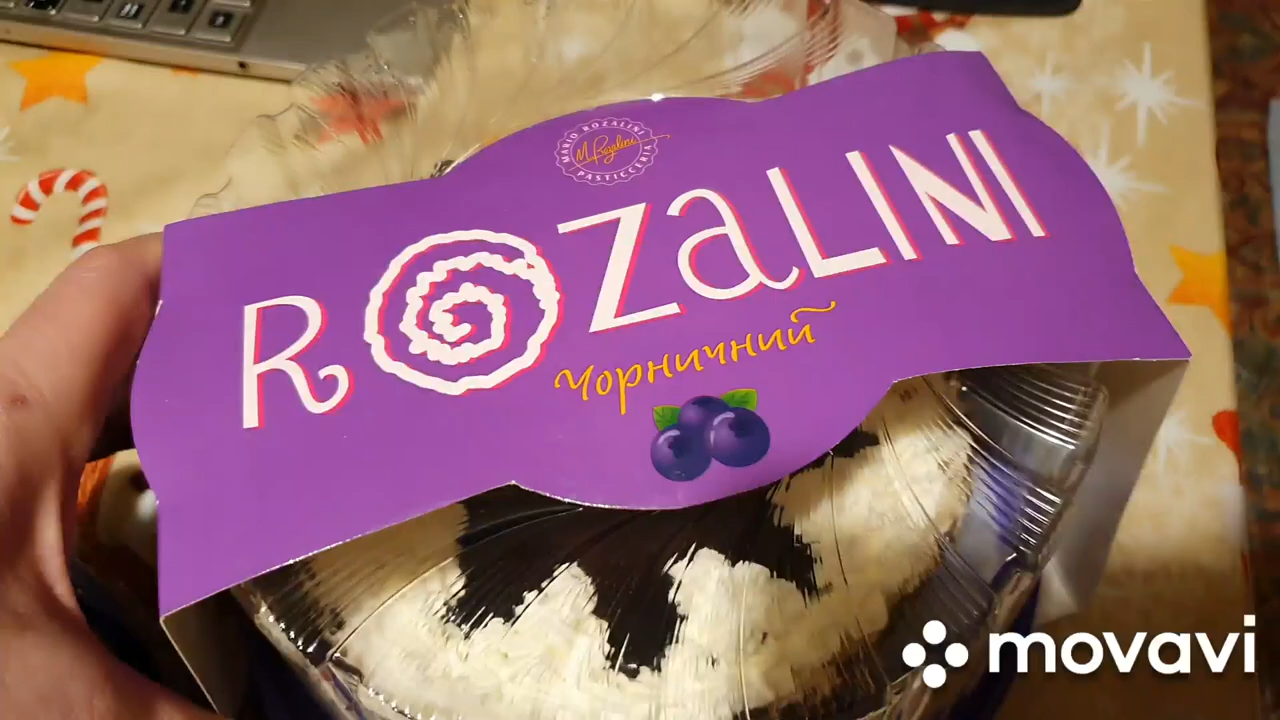 MARIO ROZALINI
M. Rozalini
PASTICCERIA
ROZaLINI
Чорничний
movavi